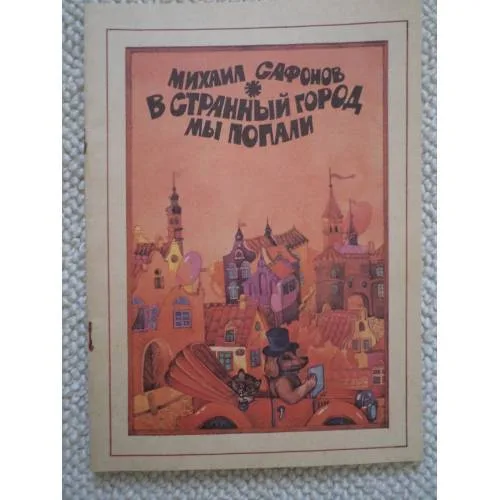 МИХАИЛ САФОНОВ
В СТРАННЫЙ ГОРОД
МЫ ПОПАЛИ